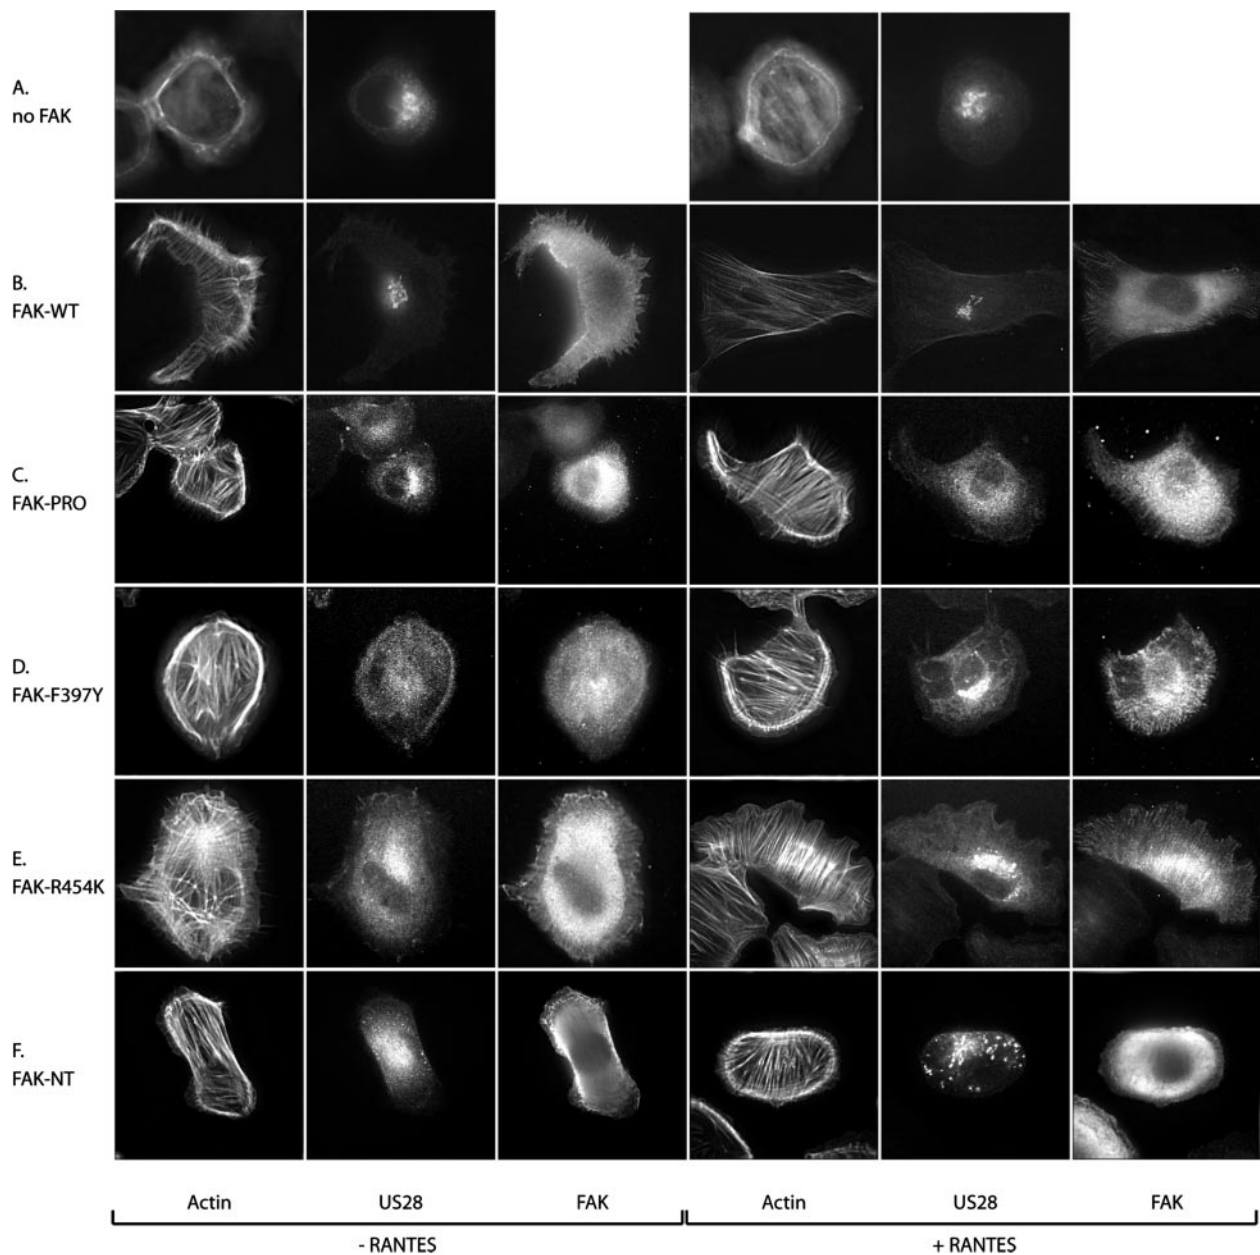 A.
no FAK
B.
FAK-WT
C.
FAK-PRO
D.
FAK-F397Y
E.
FAK-R454K
F.
FAK-NT
Actin US28 FAK Actin US28 FAK
- RANTES + RANTES